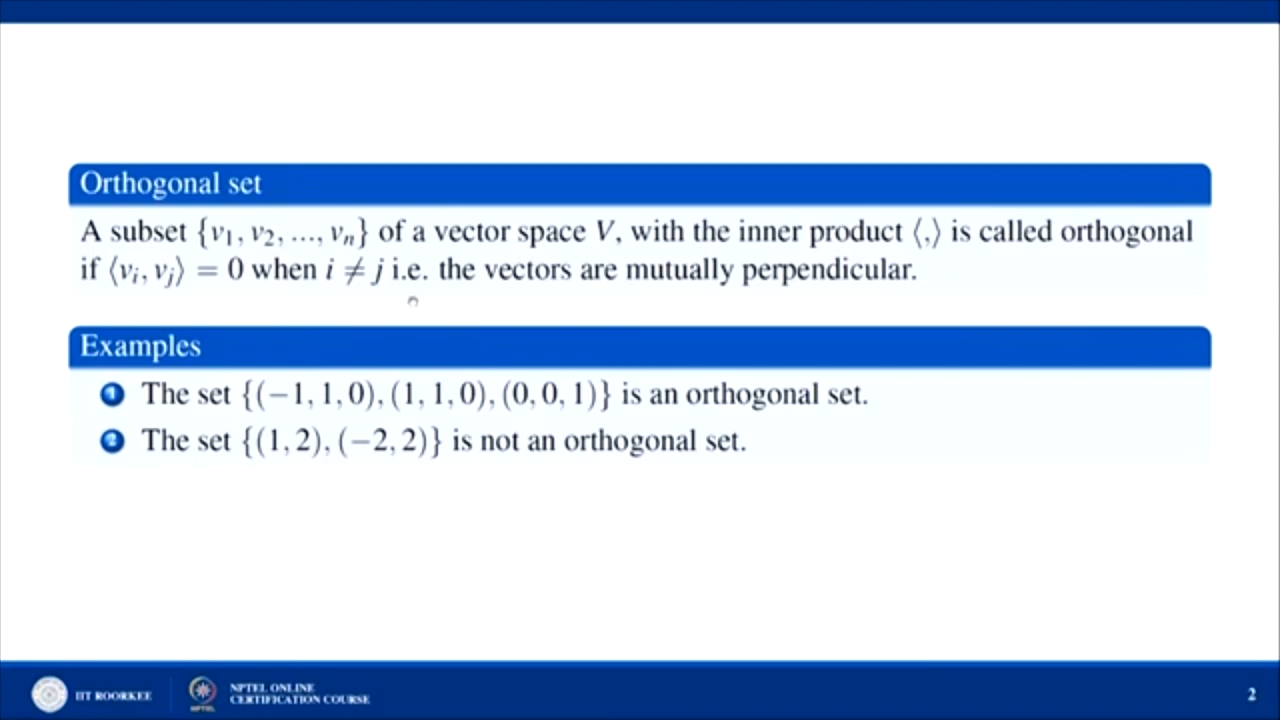 Orthogonal set
A subset {v₁, v₂, ..., vₙ} of a vector space V, with the inner product ⟨,⟩ is called orthogonal
if ⟨vᵢ, vⱼ⟩ = 0 when i ≠ j i.e. the vectors are mutually perpendicular.
Examples
1 The set {(−1, 1, 0), (1, 1, 0), (0, 0, 1)} is an orthogonal set.
2 The set {(1, 2), (−2, 2)} is not an orthogonal set.
IIT ROORKEE
NPTEL
NPTEL ONLINE
CERTIFICATION COURSE
2